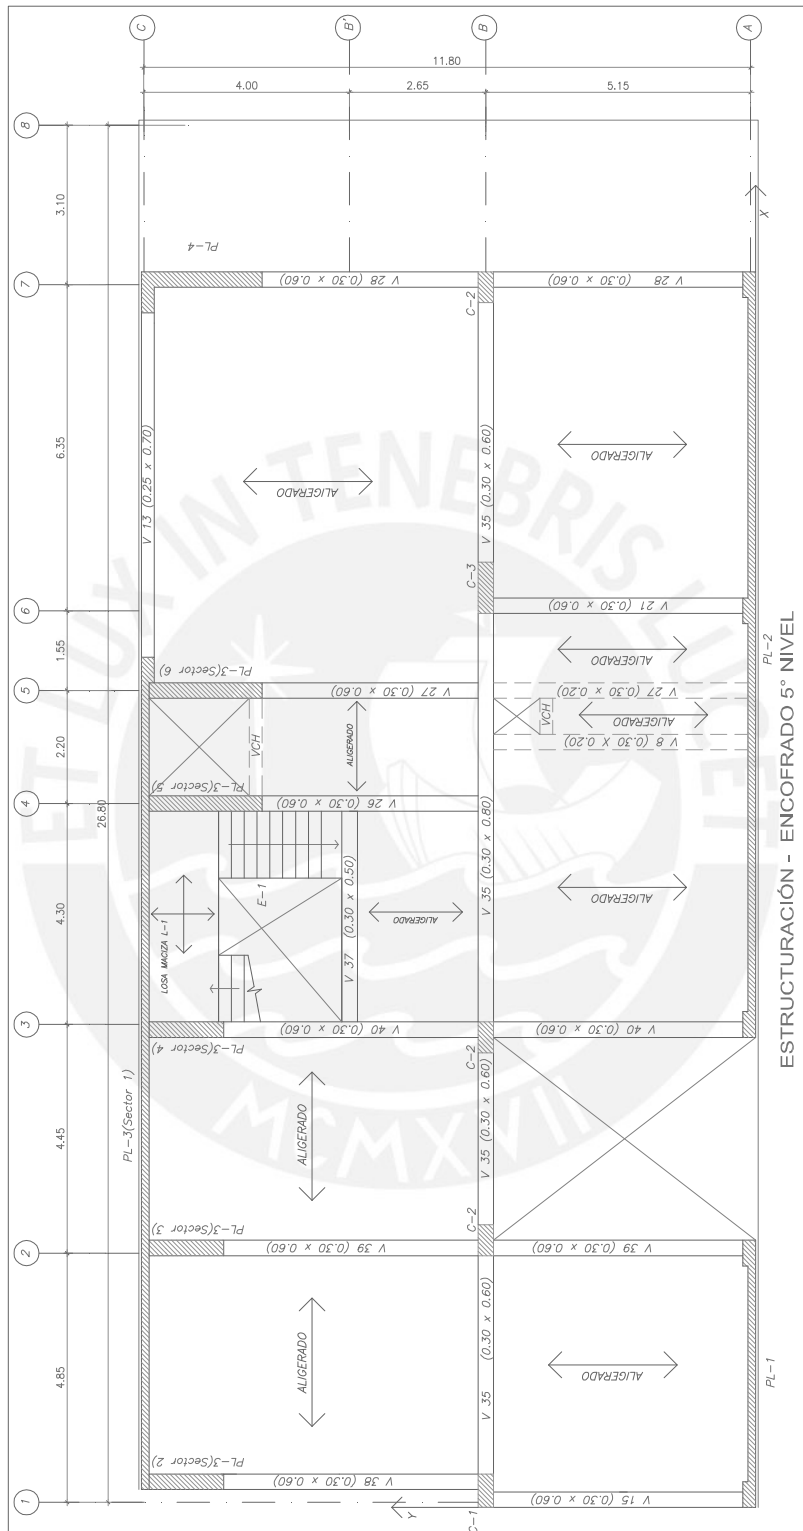 C
B'
B
A
11.80
4.00
2.65
5.15
8
3.10
7
6.35
6
1.55
5
2.20
4
26.80
4.30
3
4.45
2
4.85
1
X
Y
PL-4
V 28 (0.30 x 0.60)
C-2
V 28 (0.30 x 0.60)
V 13 (0.25 x 0.70)
ALIGERADO
V 35 (0.30 x 0.60)
ALIGERADO
C-3
V 21 (0.30 x 0.60)
PL-3(Sector 6)
ALIGERADO
PL-2
V 27 (0.30 x 0.60)
V 27 (0.30 x 0.20)
VCH
ALIGERADO
VCH
ALIGERADO
V 8 (0.30 X 0.20)
PL-3(Sector 5)
V 26 (0.30 x 0.60)
V 35 (0.30 x 0.80)
E-1
LOSA MACIZA L-1
V 37 (0.30 x 0.50)
ALIGERADO
ALIGERADO
V 40 (0.30 x 0.60)
V 40 (0.30 x 0.60)
PL-3(Sector 4)
C-2
PL-3(Sector 1)
ALIGERADO
V 35 (0.30 x 0.60)
C-2
PL-3(Sector 3)
V 39 (0.30 x 0.60)
V 39 (0.30 x 0.60)
ALIGERADO
V 35 (0.30 x 0.60)
ALIGERADO
PL-1
PL-3(Sector 2)
V 38 (0.30 x 0.60)
V 15 (0.30 x 0.60)
C-1
ESTRUCTURACIÓN - ENCOFRADO 5° NIVEL
ET LUX IN TENEBRIS LUCET
MCMXVII